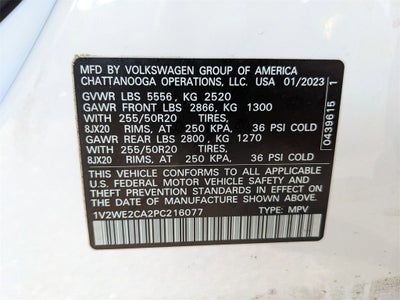 MFD BY VOLKSWAGEN GROUP OF AMERICA
CHATTANOOGA OPERATIONS, LLC. USA 01/2023
GVWR LBS 5556, KG 2520
GAWR FRONT LBS 2866, KG 1300
WITH 255/50R20 TIRES,
8JX20 RIMS, AT 250 KPA, 36 PSI COLD
GAWR REAR LBS 2800, KG 1270
WITH 255/50R20 TIRES,
8JX20 RIMS, AT 250 KPA, 36 PSI COLD
THIS VEHICLE CONFORMS TO ALL APPLICABLE
U.S. FEDERAL MOTOR VEHICLE SAFETY AND
THEFT PREVENTION STANDARDS IN EFFECT ON
THE DATE OF MANUFACTURE SHOWN ABOVE.
1V2WE2CA2PC216077 TYPE: MPV
0439615 1